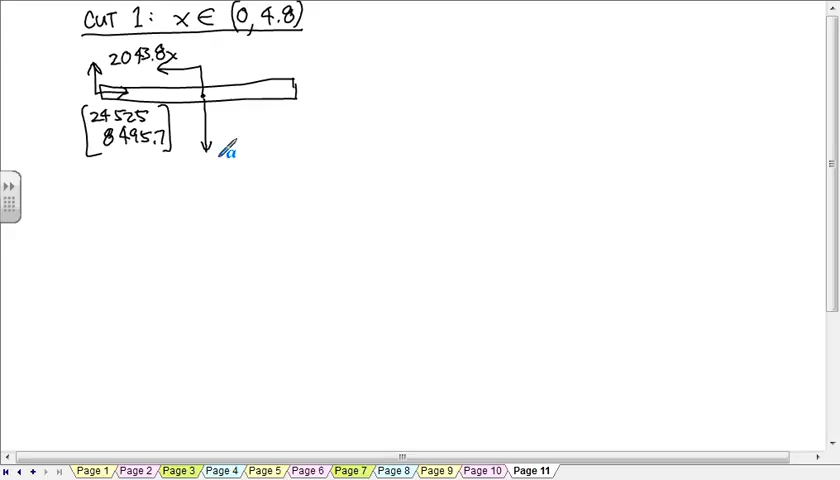 CUT 1: x ∈ (0, 4.8)
2043.8x
24525
8495.7
Page 1 Page 2 Page 3 Page 4 Page 5 Page 6 Page 7 Page 8 Page 9 Page 10 Page 11